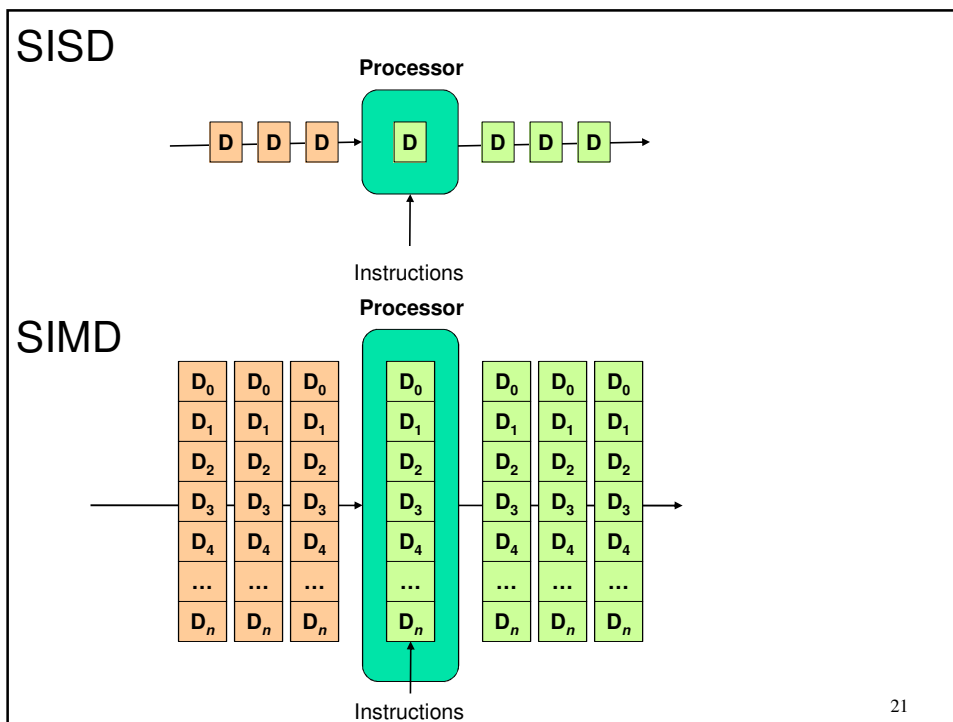 SISD
Processor
D D D D D D D
Instructions
Processor
SIMD
D0 D0 D0 D0 D0 D0 D0
D1 D1 D1 D1 D1 D1 D1
D2 D2 D2 D2 D2 D2 D2
D3 D3 D3 D3 D3 D3 D3
D4 D4 D4 D4 D4 D4 D4
... ... ... ... ... ... ...
Dn Dn Dn Dn Dn Dn Dn
Instructions
21